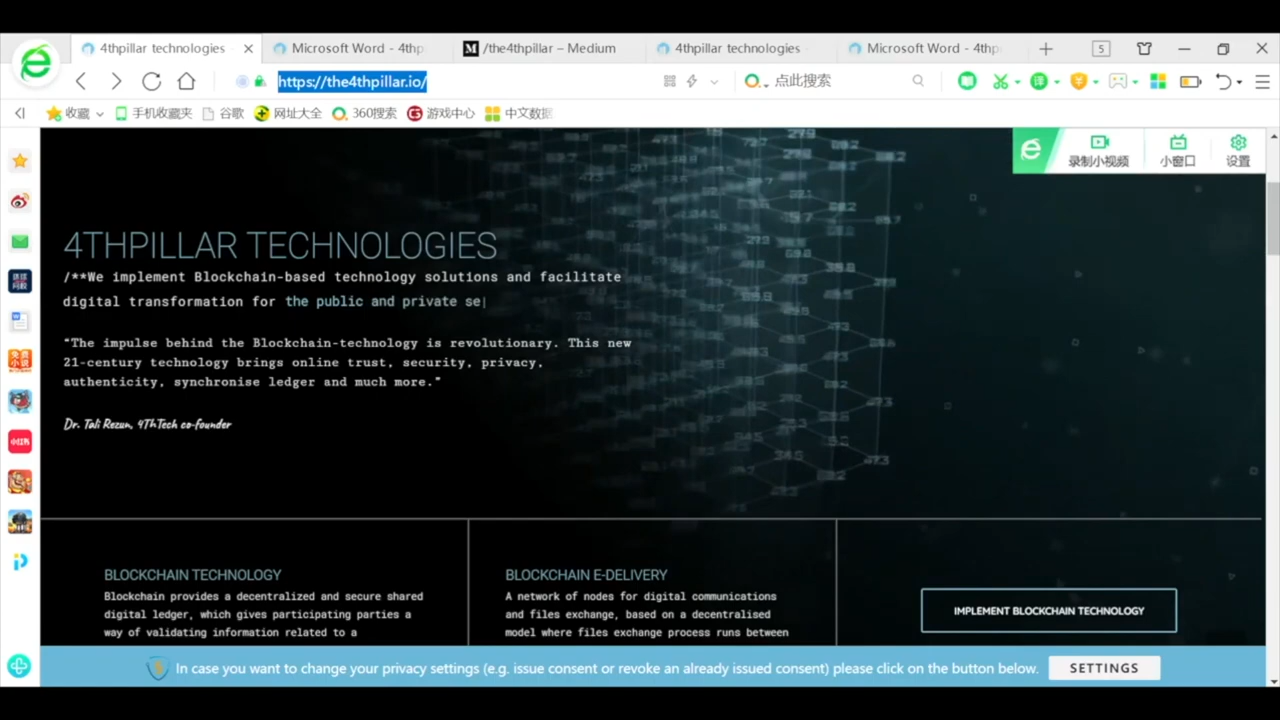 4thpillar technologies
Microsoft Word - 4thp
/the4thpillar – Medium
4thpillar technologies
Microsoft Word - 4thp
5
https://the4thpillar.io/
点此搜索
收藏
手机收藏夹
谷歌
网址大全
360搜索
游戏中心
中文数据
录制小视频
小窗口
设置
4THPILLAR TECHNOLOGIES
/**We implement Blockchain-based technology solutions and facilitate
digital transformation for the public and private se|
"The impulse behind the Blockchain-technology is revolutionary. This new
21-century technology brings online trust, security, privacy,
authenticity, synchronise ledger and much more."
Dr. Tali Rezun, 4ThTech co-founder
BLOCKCHAIN TECHNOLOGY
Blockchain provides a decentralized and secure shared
digital ledger, which gives participating parties a
way of validating information related to a
BLOCKCHAIN E-DELIVERY
A network of nodes for digital communications
and files exchange, based on a decentralised
model where files exchange process runs between
IMPLEMENT BLOCKCHAIN TECHNOLOGY
In case you want to change your privacy settings (e.g. issue consent or revoke an already issued consent) please click on the button below.
SETTINGS